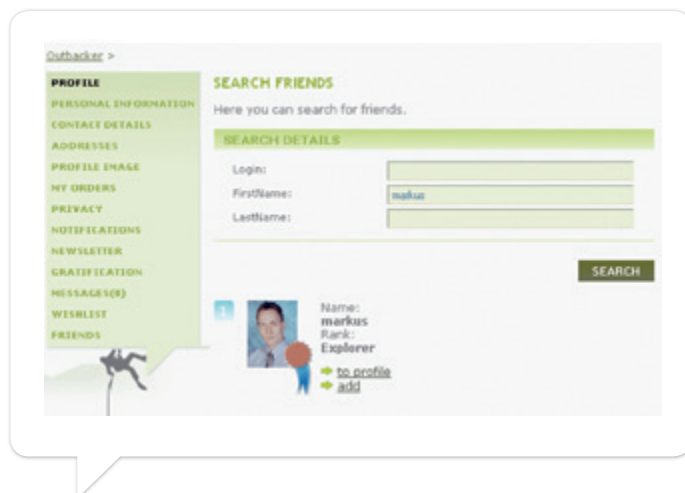 Outbacker >
PROFILE
PERSONAL INFORMATION
CONTACT DETAILS
ADDRESSES
PROFILE IMAGE
MY ORDERS
PRIVACY
NOTIFICATIONS
NEWSLETTER
GRATIFICATION
MESSAGES(0)
WISHLIST
FRIENDS
SEARCH FRIENDS
Here you can search for friends.
SEARCH DETAILS
Login:
FirstName: markus
LastName:
SEARCH
1
Name:
markus
Rank:
Explorer
to profile
add